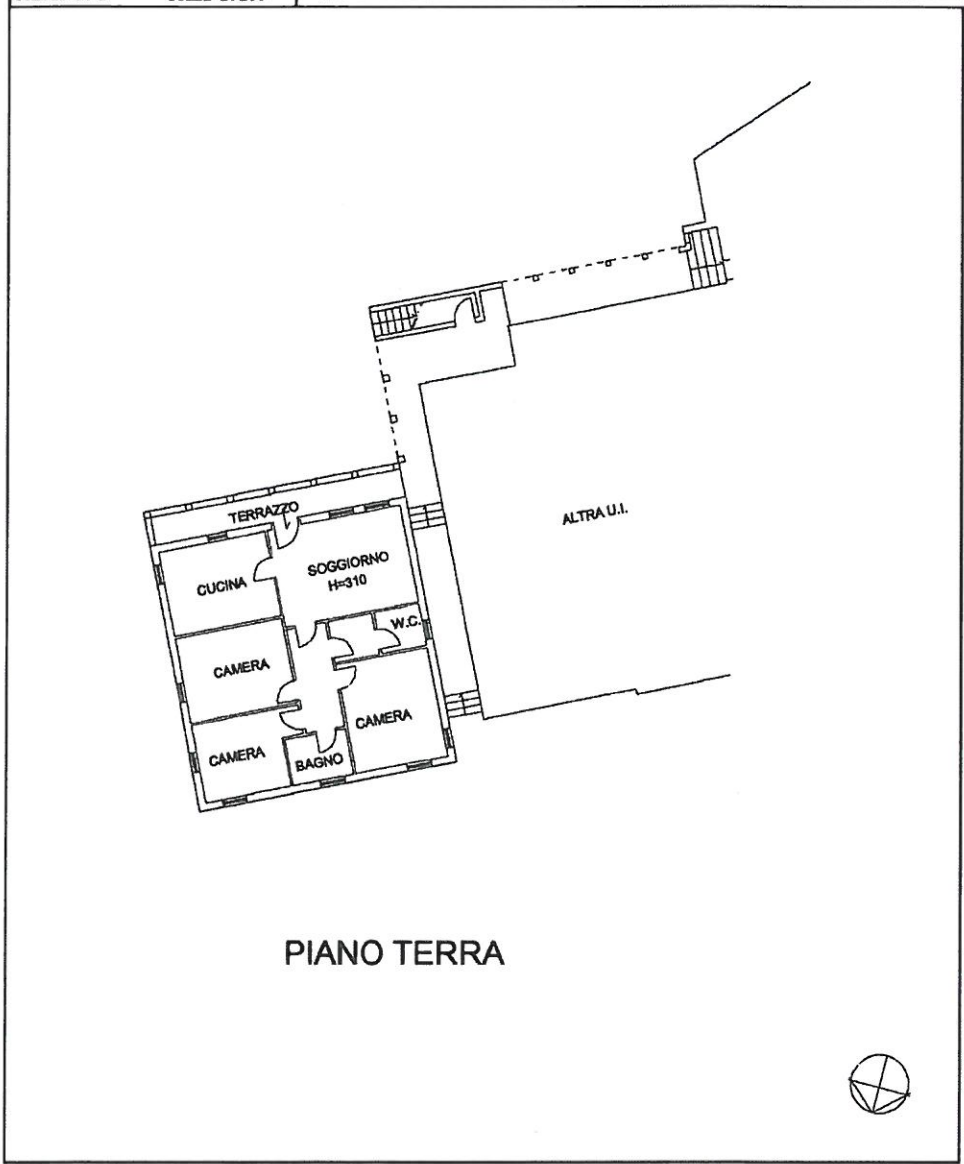 TERRAZZO
ALTRA U.I.
CUCINA
SOGGIORNO
H=310
W.C.
CAMERA
CAMERA
CAMERA
BAGNO
PIANO TERRA